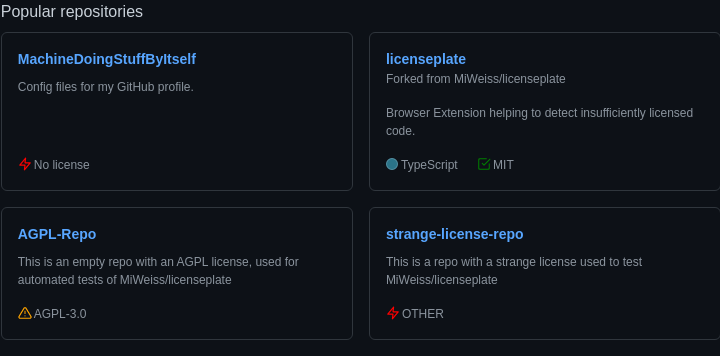 Popular repositories
MachineDoingStuffByItself
Config files for my GitHub profile.
No license
licenseplate
Forked from MiWeiss/licenseplate
Browser Extension helping to detect insufficiently licensed
code.
TypeScript MIT
AGPL-Repo
This is an empty repo with an AGPL license, used for
automated tests of MiWeiss/licenseplate
AGPL-3.0
strange-license-repo
This is a repo with a strange license used to test
MiWeiss/licenseplate
OTHER